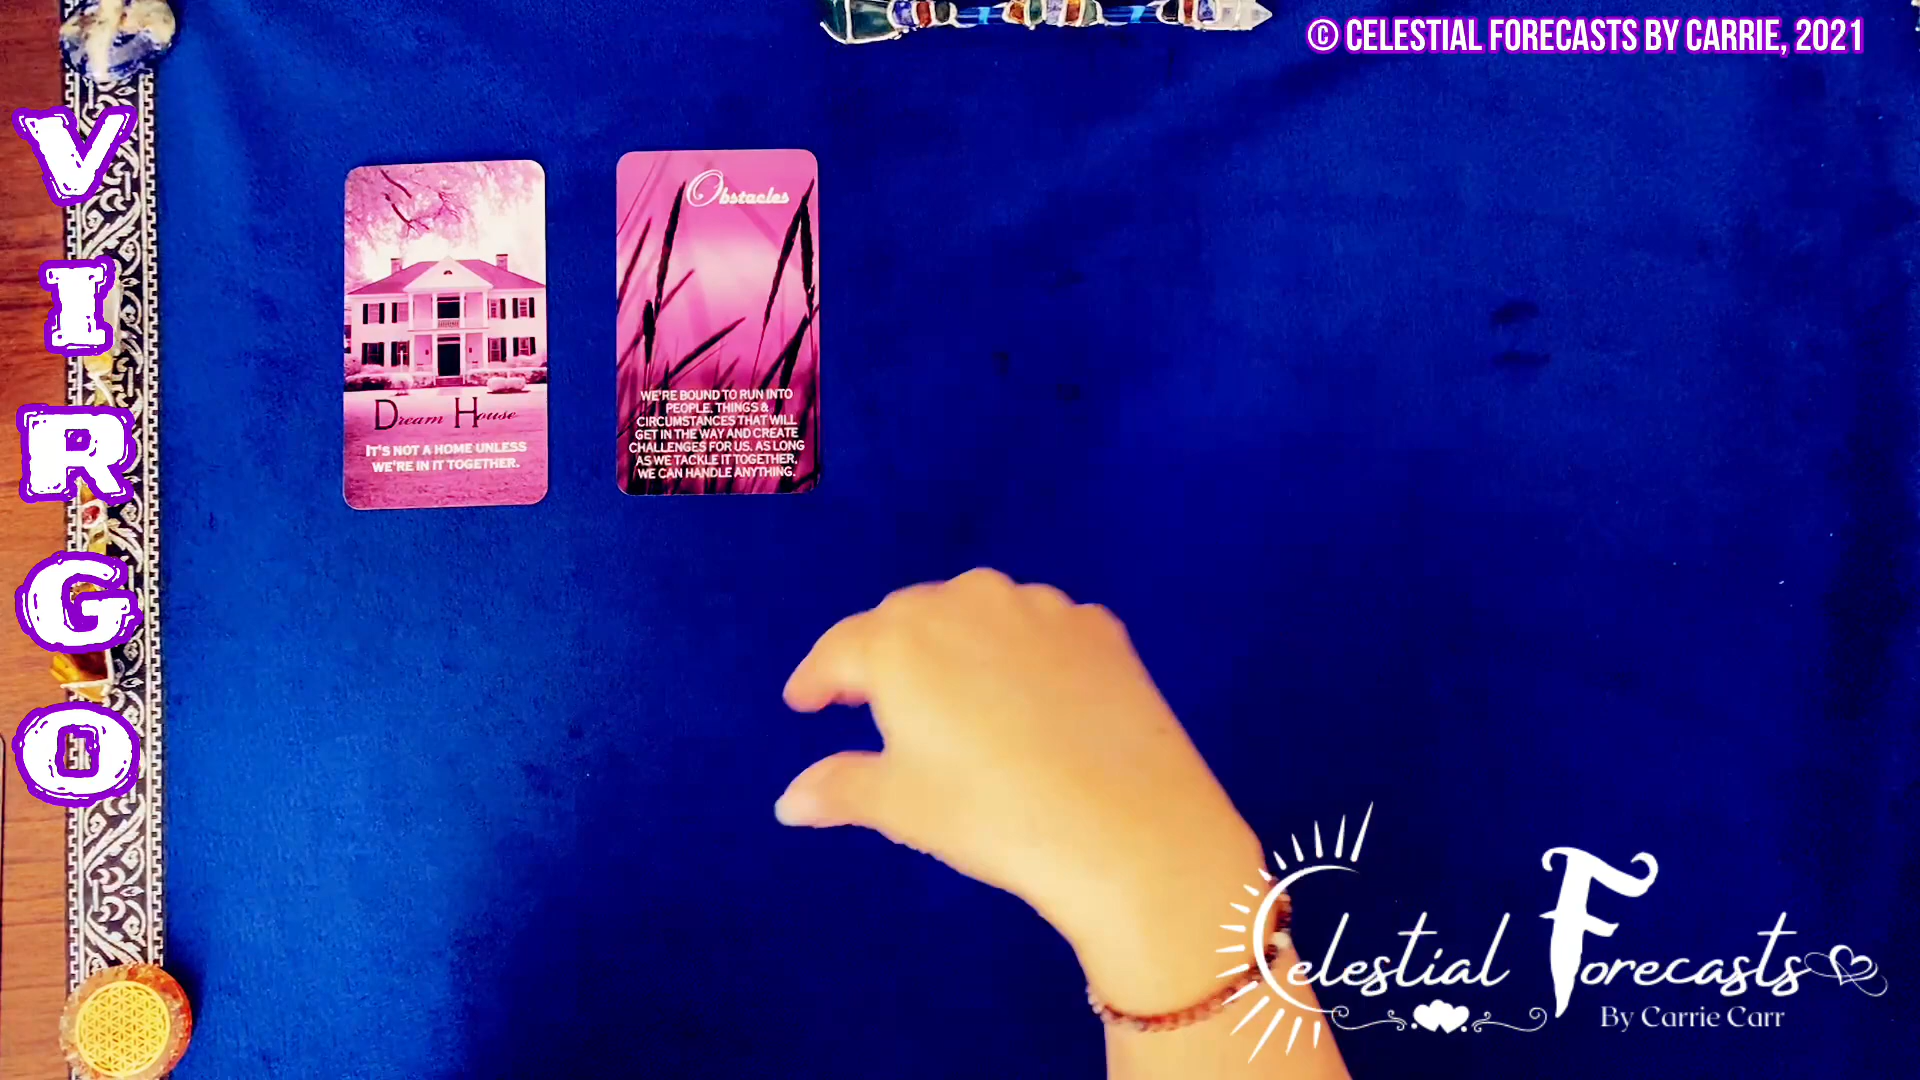 © CELESTIAL FORECASTS BY CARRIE, 2021
VIRGO
Dream House
IT'S NOT A HOME UNLESS
WE'RE IN IT TOGETHER.
Obstacles
WE'RE BOUND TO RUN INTO
PEOPLE, THINGS &
CIRCUMSTANCES THAT WILL
GET IN THE WAY AND CREATE
CHALLENGES FOR US. AS LONG
AS WE TACKLE IT TOGETHER,
WE CAN HANDLE ANYTHING.
Celestial Forecasts
By Carrie Carr